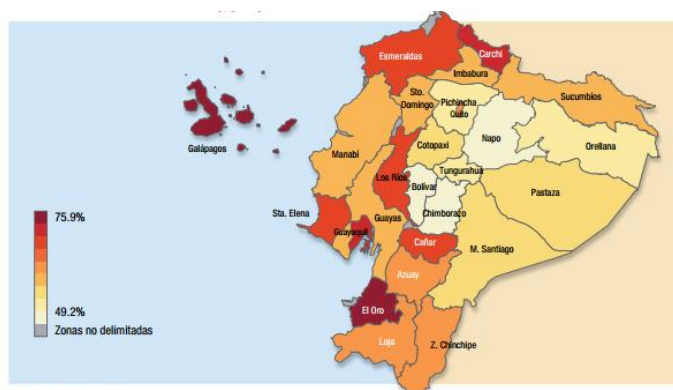 Esmeraldas
Carchi
Imbabura
Sucumbíos
Sto.
Domingo
Pichincha
Quito
Napo
Orellana
Galápagos
Manabí
Cotopaxi
Tungurahua
Los Ríos
Bolívar
Pastaza
Sta. Elena
Guayas
Chimborazo
Guayaquil
Cañar
M. Santiago
Azuay
El Oro
Loja
Z. Chinchipe
75.9%
49.2%
Zonas no delimitadas